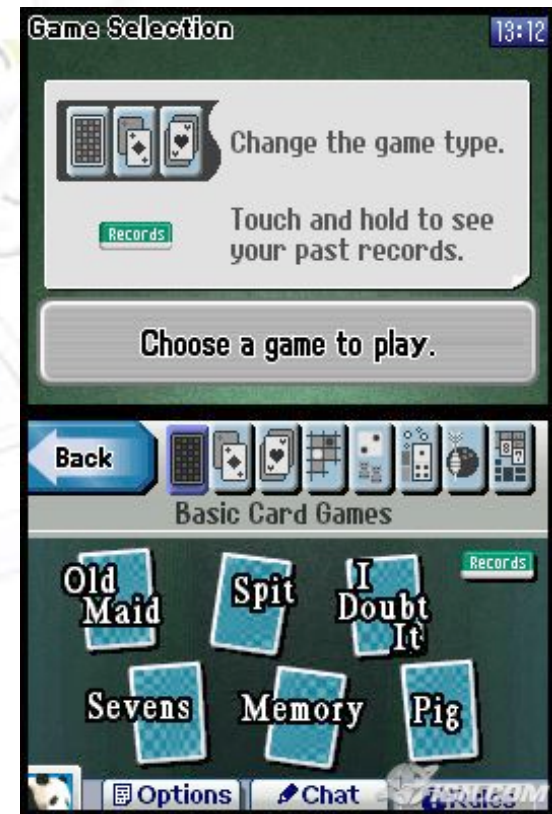 Game Selection
13:12
Change the game type.
Records
Touch and hold to see
your past records.
Choose a game to play.
Back
Basic Card Games
Records
Old
Maid
Spit
I
Doubt
It
Sevens
Memory
Pig
Options
Chat
Rules